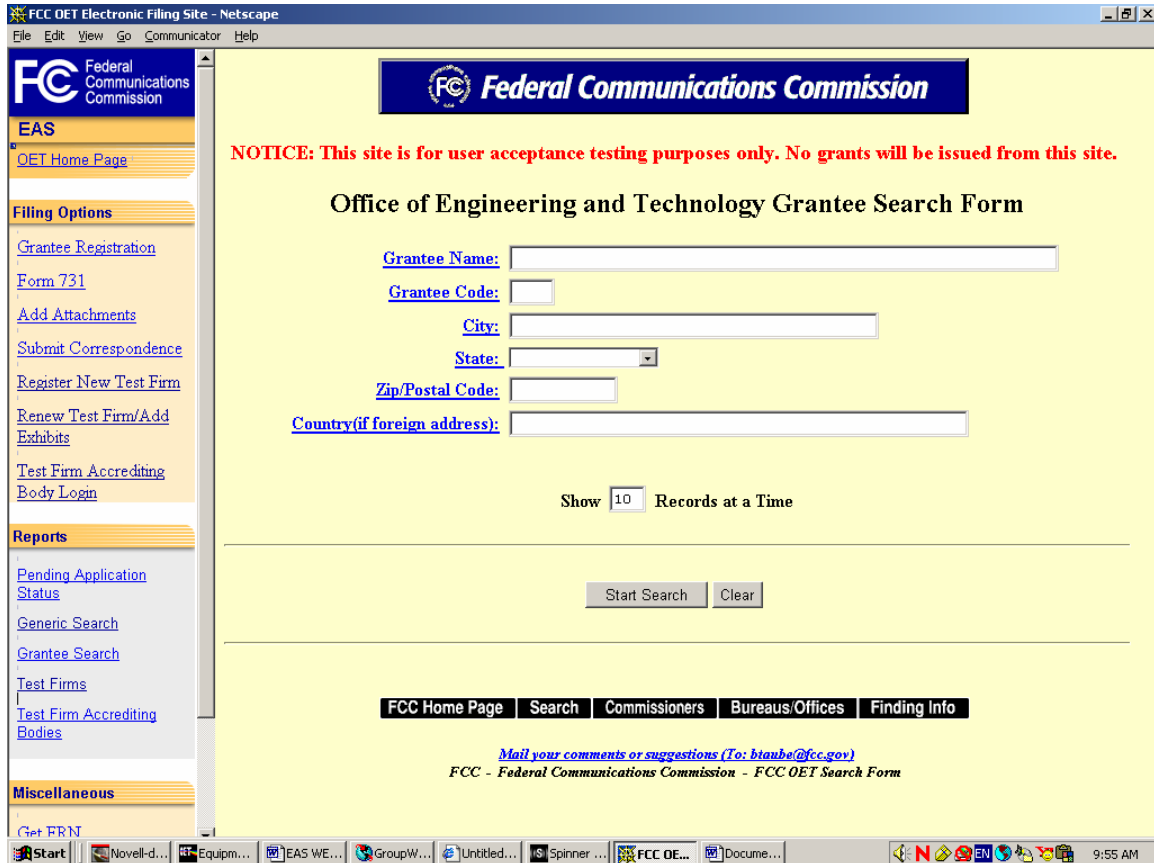 FCC OET Electronic Filing Site - Netscape
File Edit View Go Communicator Help
FC Federal
Communications
Commission
EAS
OET Home Page
Filing Options
Grantee Registration
Form 731
Add Attachments
Submit Correspondence
Register New Test Firm
Renew Test Firm/Add
Exhibits
Test Firm Accrediting
Body Login
Reports
Pending Application
Status
Generic Search
Grantee Search
Test Firms
Test Firm Accrediting
Bodies
Miscellaneous
Get FRN
Federal Communications Commission
NOTICE: This site is for user acceptance testing purposes only. No grants will be issued from this site.
Office of Engineering and Technology Grantee Search Form
Grantee Name:
Grantee Code:
City:
State:
Zip/Postal Code:
Country(if foreign address):
Show 10 Records at a Time
Start Search Clear
FCC Home Page Search Commissioners Bureaus/Offices Finding Info
Mail your comments or suggestions (To: btaube@fcc.gov)
FCC - Federal Communications Commission - FCC OET Search Form
Start Novell-d... Equipm... EAS WE... GroupW... Untitled... Spinner ... FCC OE... Docume... N EN 9:55 AM